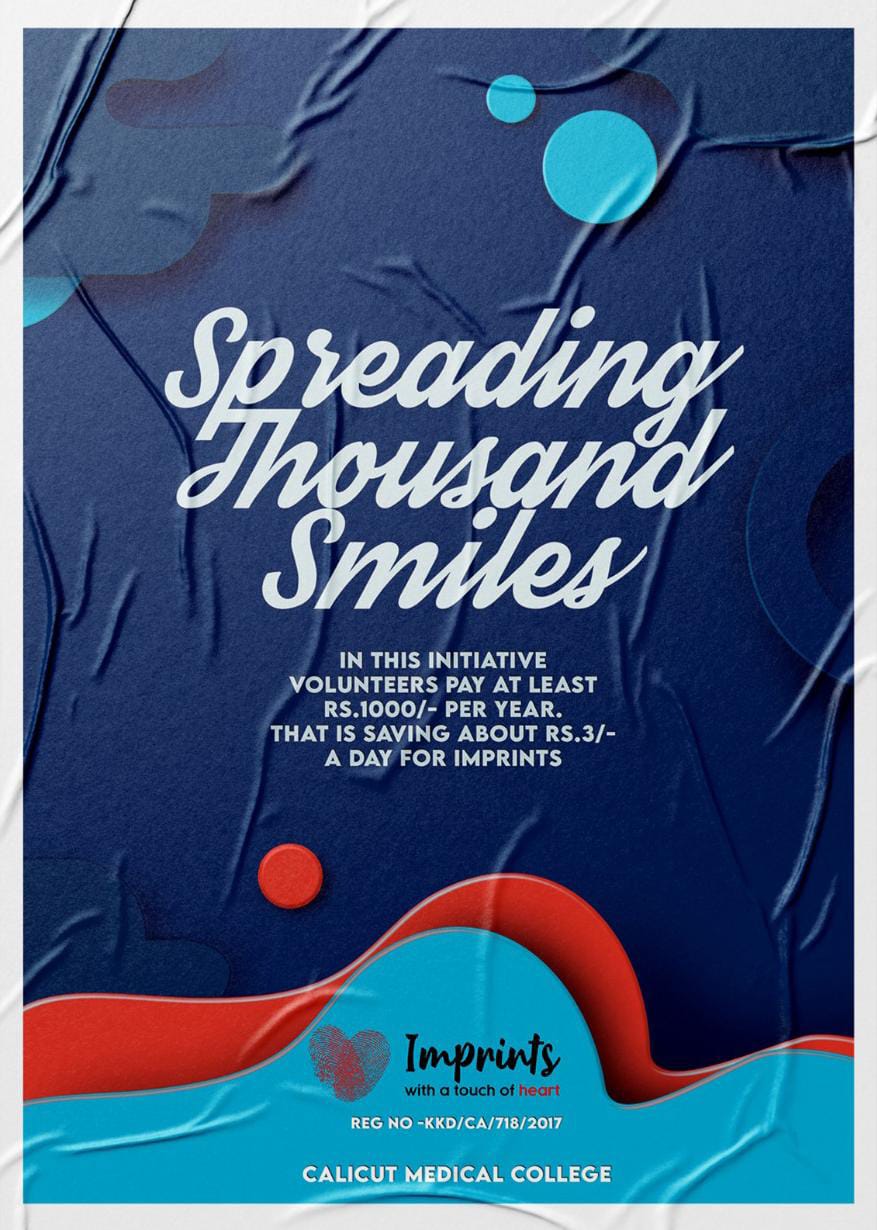 Spreading
Thousand
Smiles
IN THIS INITIATIVE
VOLUNTEERS PAY AT LEAST
RS.1000/- PER YEAR.
THAT IS SAVING ABOUT RS.3/-
A DAY FOR IMPRINTS
Imprints
with a touch of heart
REG NO -KKD/CA/718/2017
CALICUT MEDICAL COLLEGE